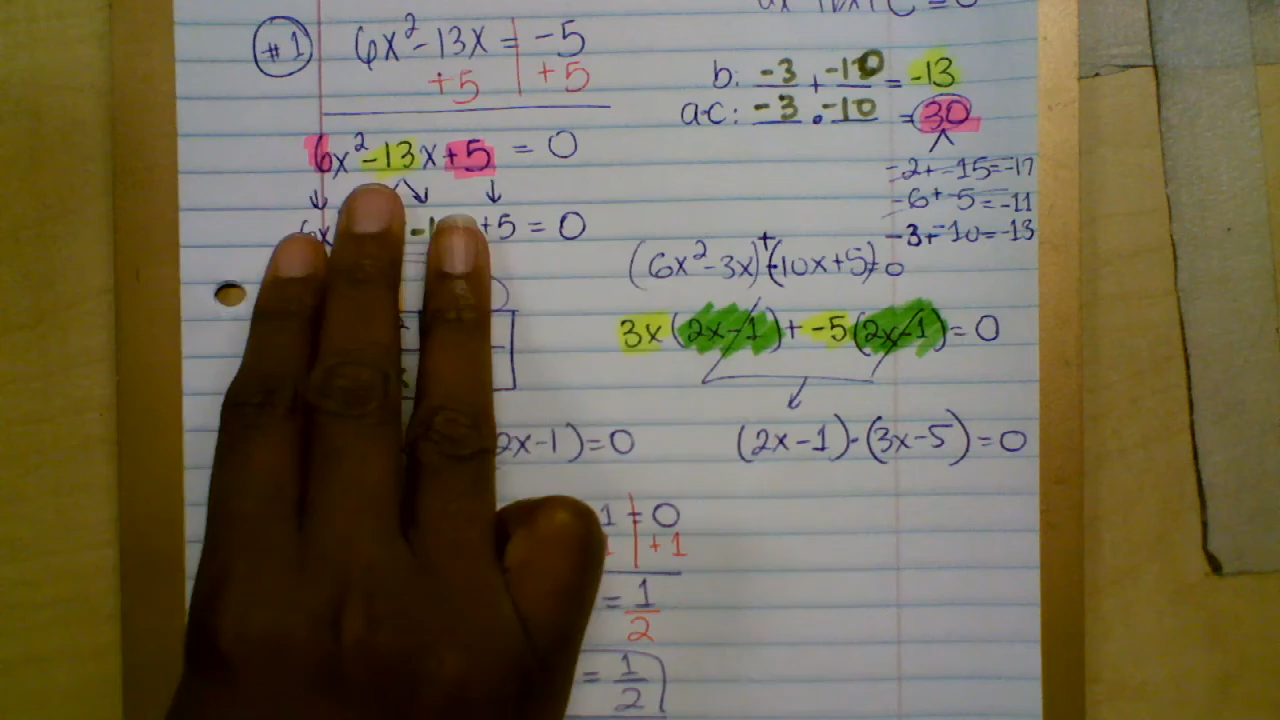 #1 6x²-13x = -5
+5 +5
6x²-13x+5 = 0
+5 = 0
2x-1)=0
1 = 0
1 +1
= 1/2
= 1/2
b: -3 + -10 = -13
a·c: -3 · -10 = 30
-2+-15=-17
-6+-5=-11
-3+-10=-13
(6x²-3x)+(-10x+5)=0
3x(2x-1)+-5(2x-1)=0
(2x-1)·(3x-5)=0